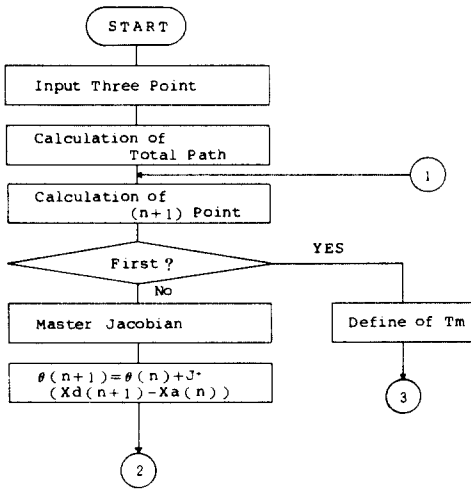 START
Input Three Point
Calculation of
Total Path
1
Calculation of
(n+1) Point
First?
YES
No
Master Jacobian
Define of Tm
θ(n+1)=θ(n)+J⁺
(Xd(n+1)-Xa(n))
3
2